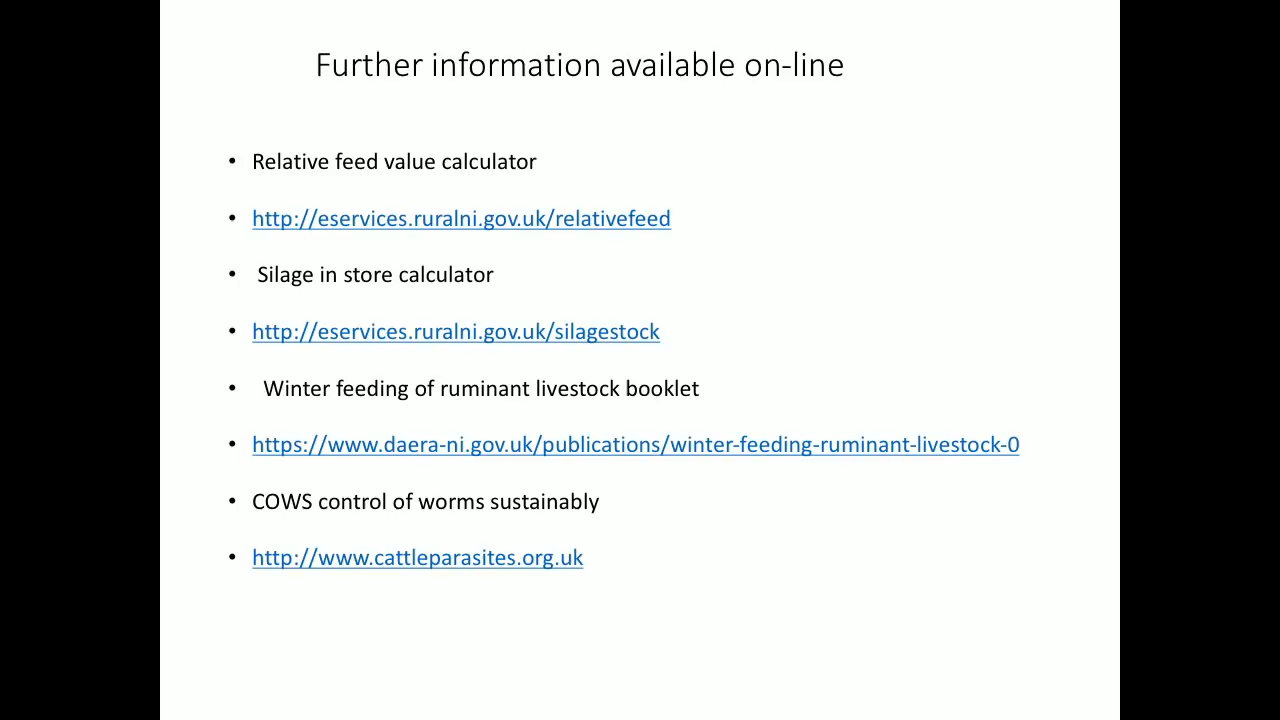 Further information available on-line
• Relative feed value calculator
• http://eservices.ruralni.gov.uk/relativefeed
• Silage in store calculator
• http://eservices.ruralni.gov.uk/silagestock
• Winter feeding of ruminant livestock booklet
• https://www.daera-ni.gov.uk/publications/winter-feeding-ruminant-livestock-0
• COWS control of worms sustainably
• http://www.cattleparasites.org.uk